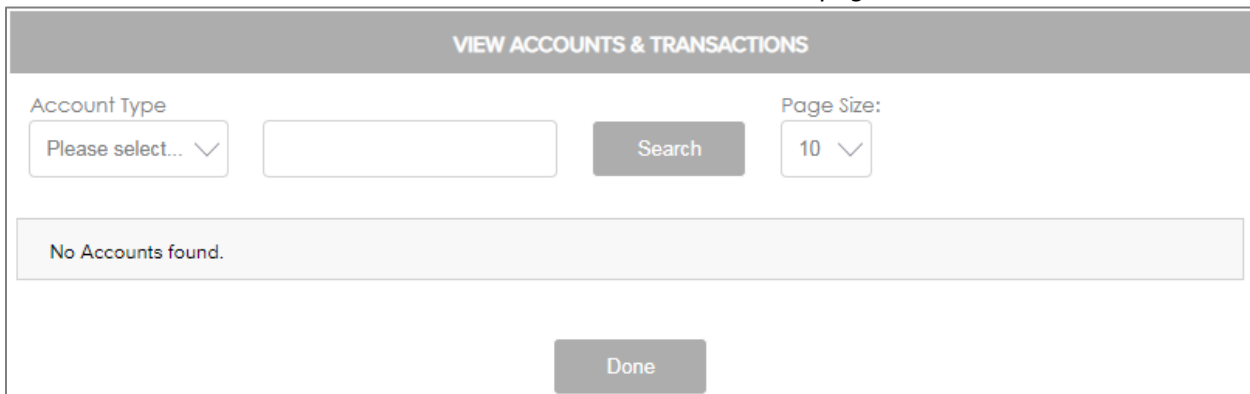 VIEW ACCOUNTS & TRANSACTIONS
Account Type
Page Size:
Please select...
Search
10
No Accounts found.
Done